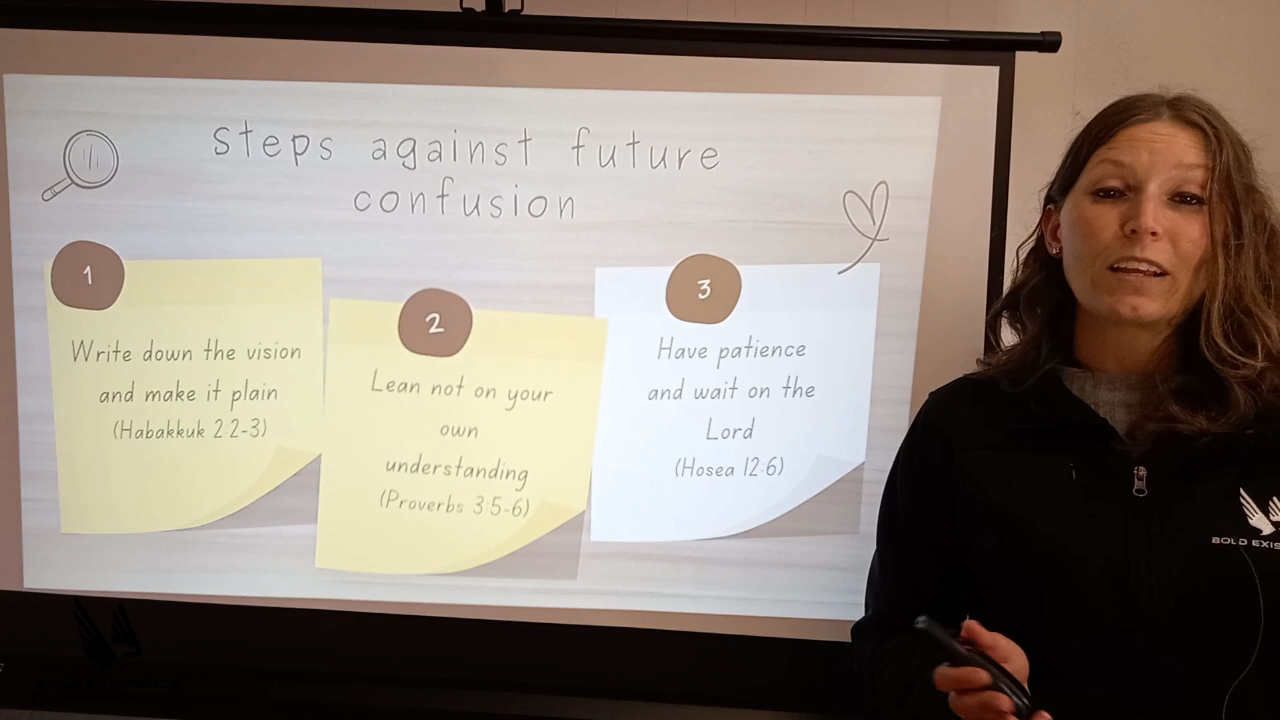 steps against future
confusion
1
Write down the vision
and make it plain
(Habakkuk 2:2-3)
2
Lean not on your
own
understanding
(Proverbs 3:5-6)
3
Have patience
and wait on the
Lord
(Hosea 12:6)
BOLD EXIS
BOLD EXISTENCE